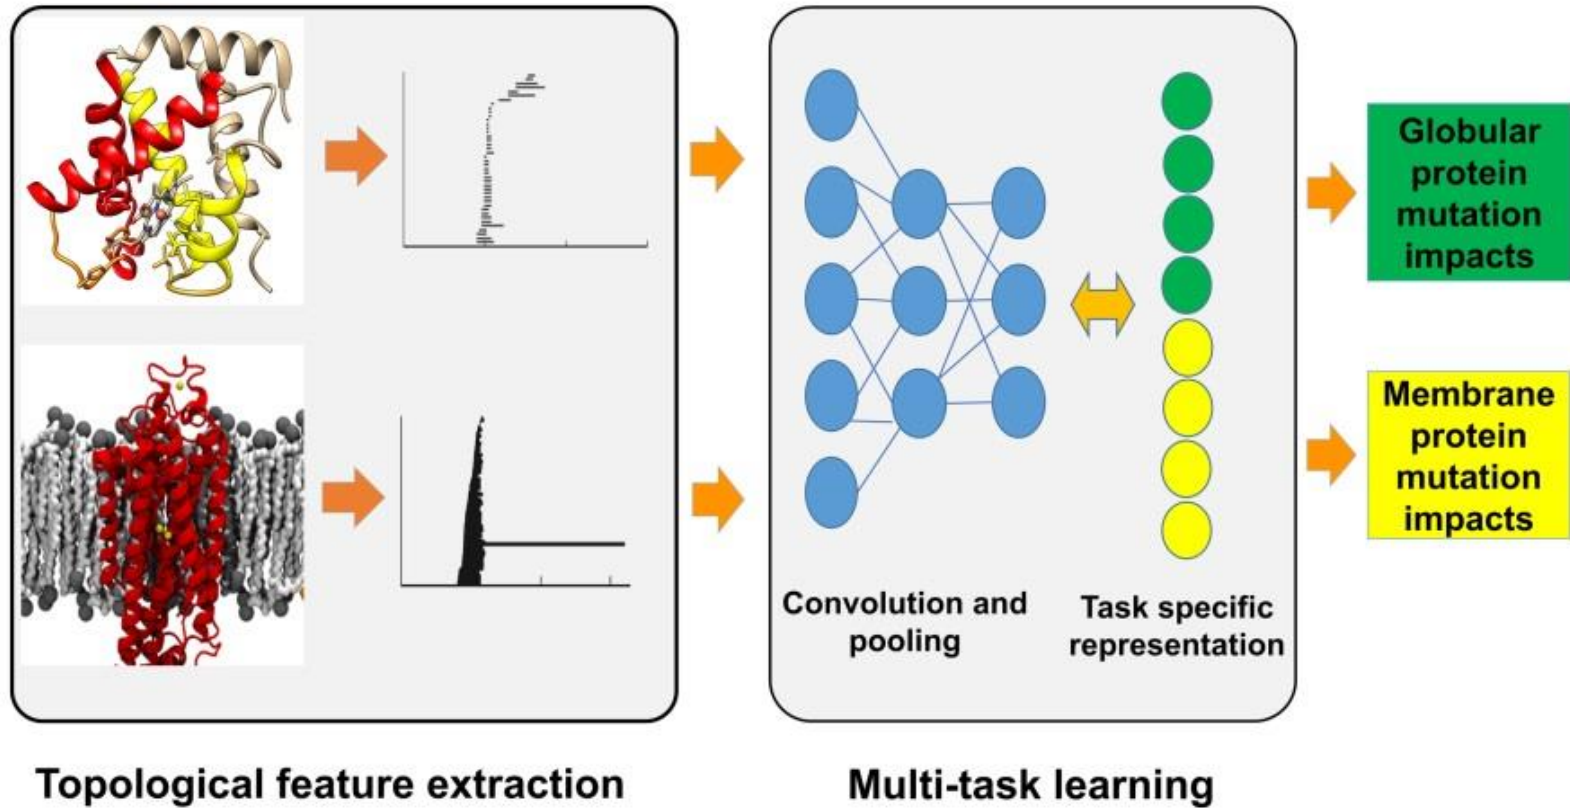 Globular
protein
mutation
impacts
Membrane
protein
mutation
impacts
Convolution and
pooling
Task specific
representation
Topological feature extraction
Multi-task learning